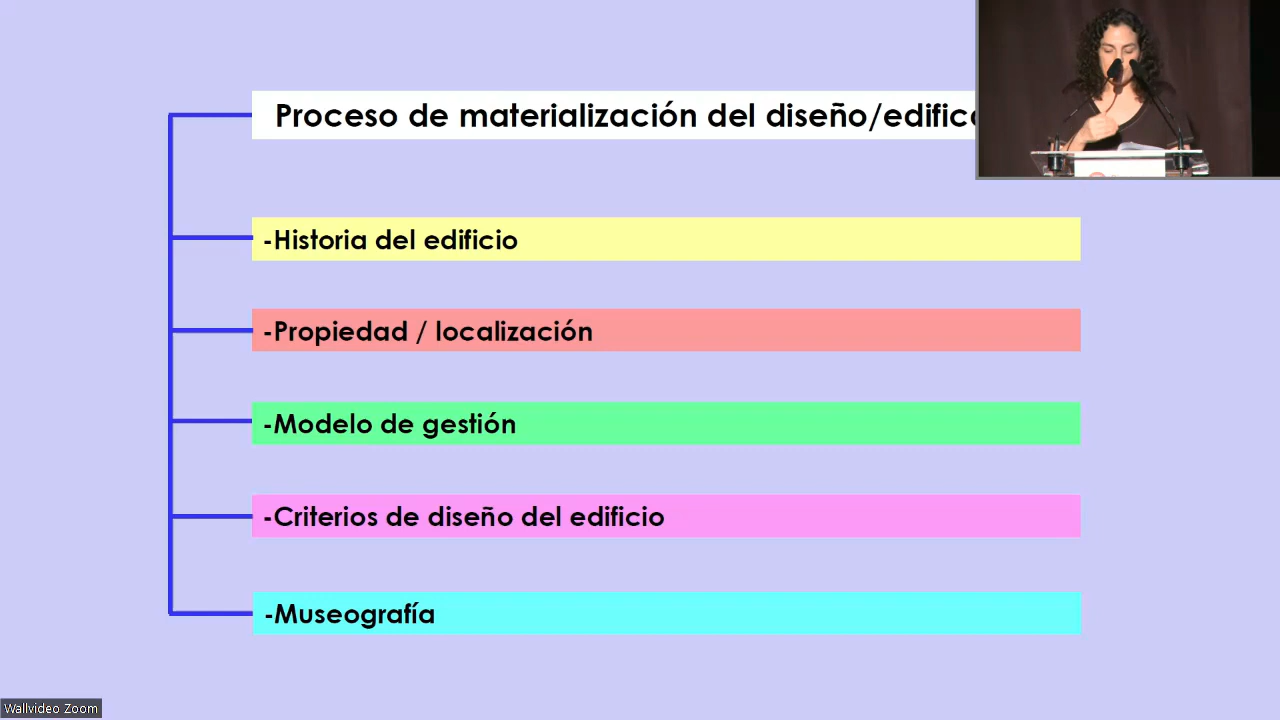 Proceso de materialización del diseño/edific
-Historia del edificio
-Propiedad / localización
-Modelo de gestión
-Criterios de diseño del edificio
-Museografía
Wallvideo Zoom